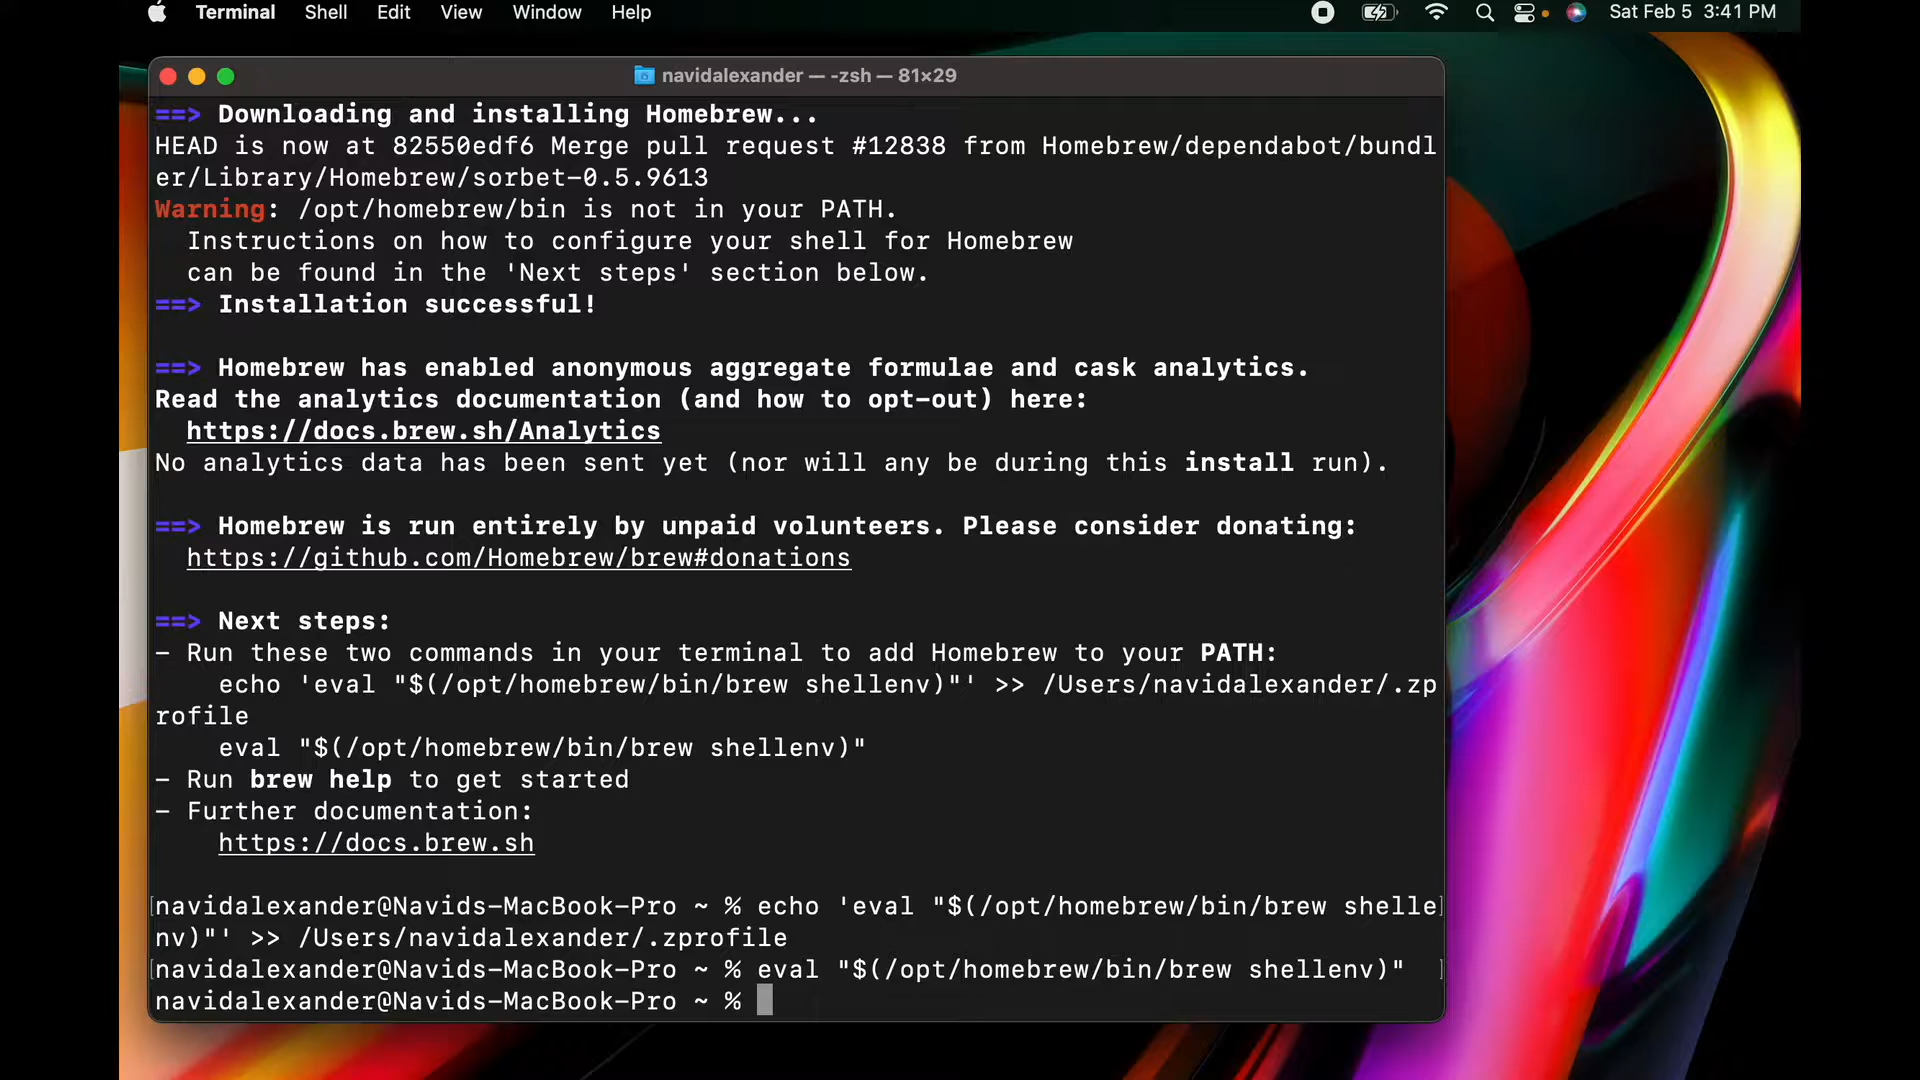 Terminal Shell Edit View Window Help Sat Feb 5 3:41 PM
navidalexander — -zsh — 81×29
==> Downloading and installing Homebrew...
HEAD is now at 82550edf6 Merge pull request #12838 from Homebrew/dependabot/bundl
er/Library/Homebrew/sorbet-0.5.9613
Warning: /opt/homebrew/bin is not in your PATH.
  Instructions on how to configure your shell for Homebrew
  can be found in the 'Next steps' section below.
==> Installation successful!
==> Homebrew has enabled anonymous aggregate formulae and cask analytics.
Read the analytics documentation (and how to opt-out) here:
  https://docs.brew.sh/Analytics
No analytics data has been sent yet (nor will any be during this install run).
==> Homebrew is run entirely by unpaid volunteers. Please consider donating:
  https://github.com/Homebrew/brew#donations
==> Next steps:
- Run these two commands in your terminal to add Homebrew to your PATH:
    echo 'eval "$(/opt/homebrew/bin/brew shellenv)"' >> /Users/navidalexander/.zp
rofile
    eval "$(/opt/homebrew/bin/brew shellenv)"
- Run brew help to get started
- Further documentation:
    https://docs.brew.sh
[navidalexander@Navids-MacBook-Pro ~ % echo 'eval "$(/opt/homebrew/bin/brew shelle]
nv)"' >> /Users/navidalexander/.zprofile
[navidalexander@Navids-MacBook-Pro ~ % eval "$(/opt/homebrew/bin/brew shellenv)"  ]
navidalexander@Navids-MacBook-Pro ~ %